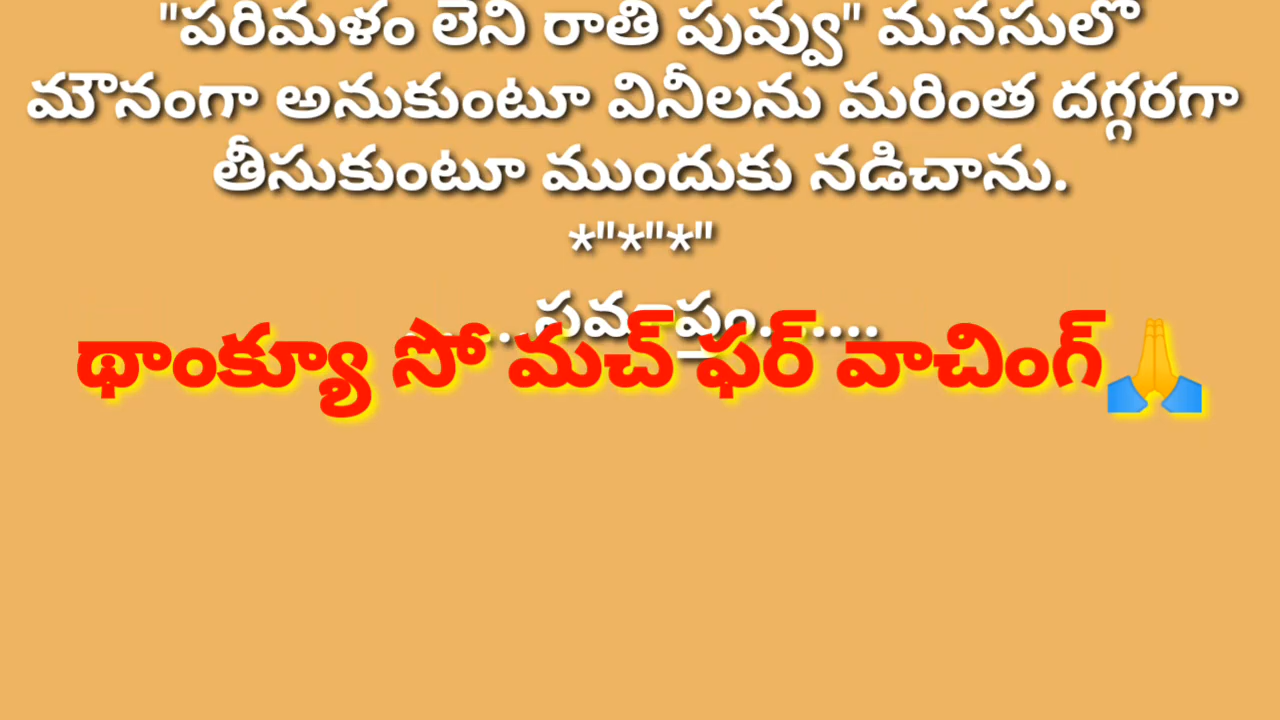 "పరిమళం లేని రాతి పువ్వు" మనసులో
మౌనంగా అనుకుంటూ వినీలను మరింత దగ్గరగా
తీసుకుంటూ ముందుకు నడిచాను.
*"*"*"
థాంక్యూ సో మచ్ ఫర్ వాచింగ్🙏